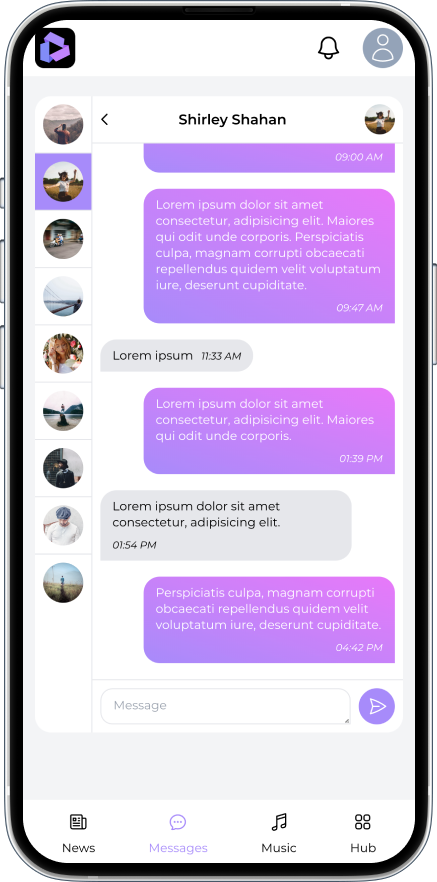 Shirley Shahan
09:00 AM
Lorem ipsum dolor sit amet
consectetur, adipisicing elit. Maiores
qui odit unde corporis. Perspiciatis
culpa, magnam corrupti obcaecati
repellendus quidem velit voluptatum
iure, deserunt cupiditate.
09:47 AM
Lorem ipsum 11:33 AM
Lorem ipsum dolor sit amet
consectetur, adipisicing elit. Maiores
qui odit unde corporis.
01:39 PM
Lorem ipsum dolor sit amet
consectetur, adipisicing elit.
01:54 PM
Perspiciatis culpa, magnam corrupti
obcaecati repellendus quidem velit
voluptatum iure, deserunt cupiditate.
04:42 PM
Message
News Messages Music Hub